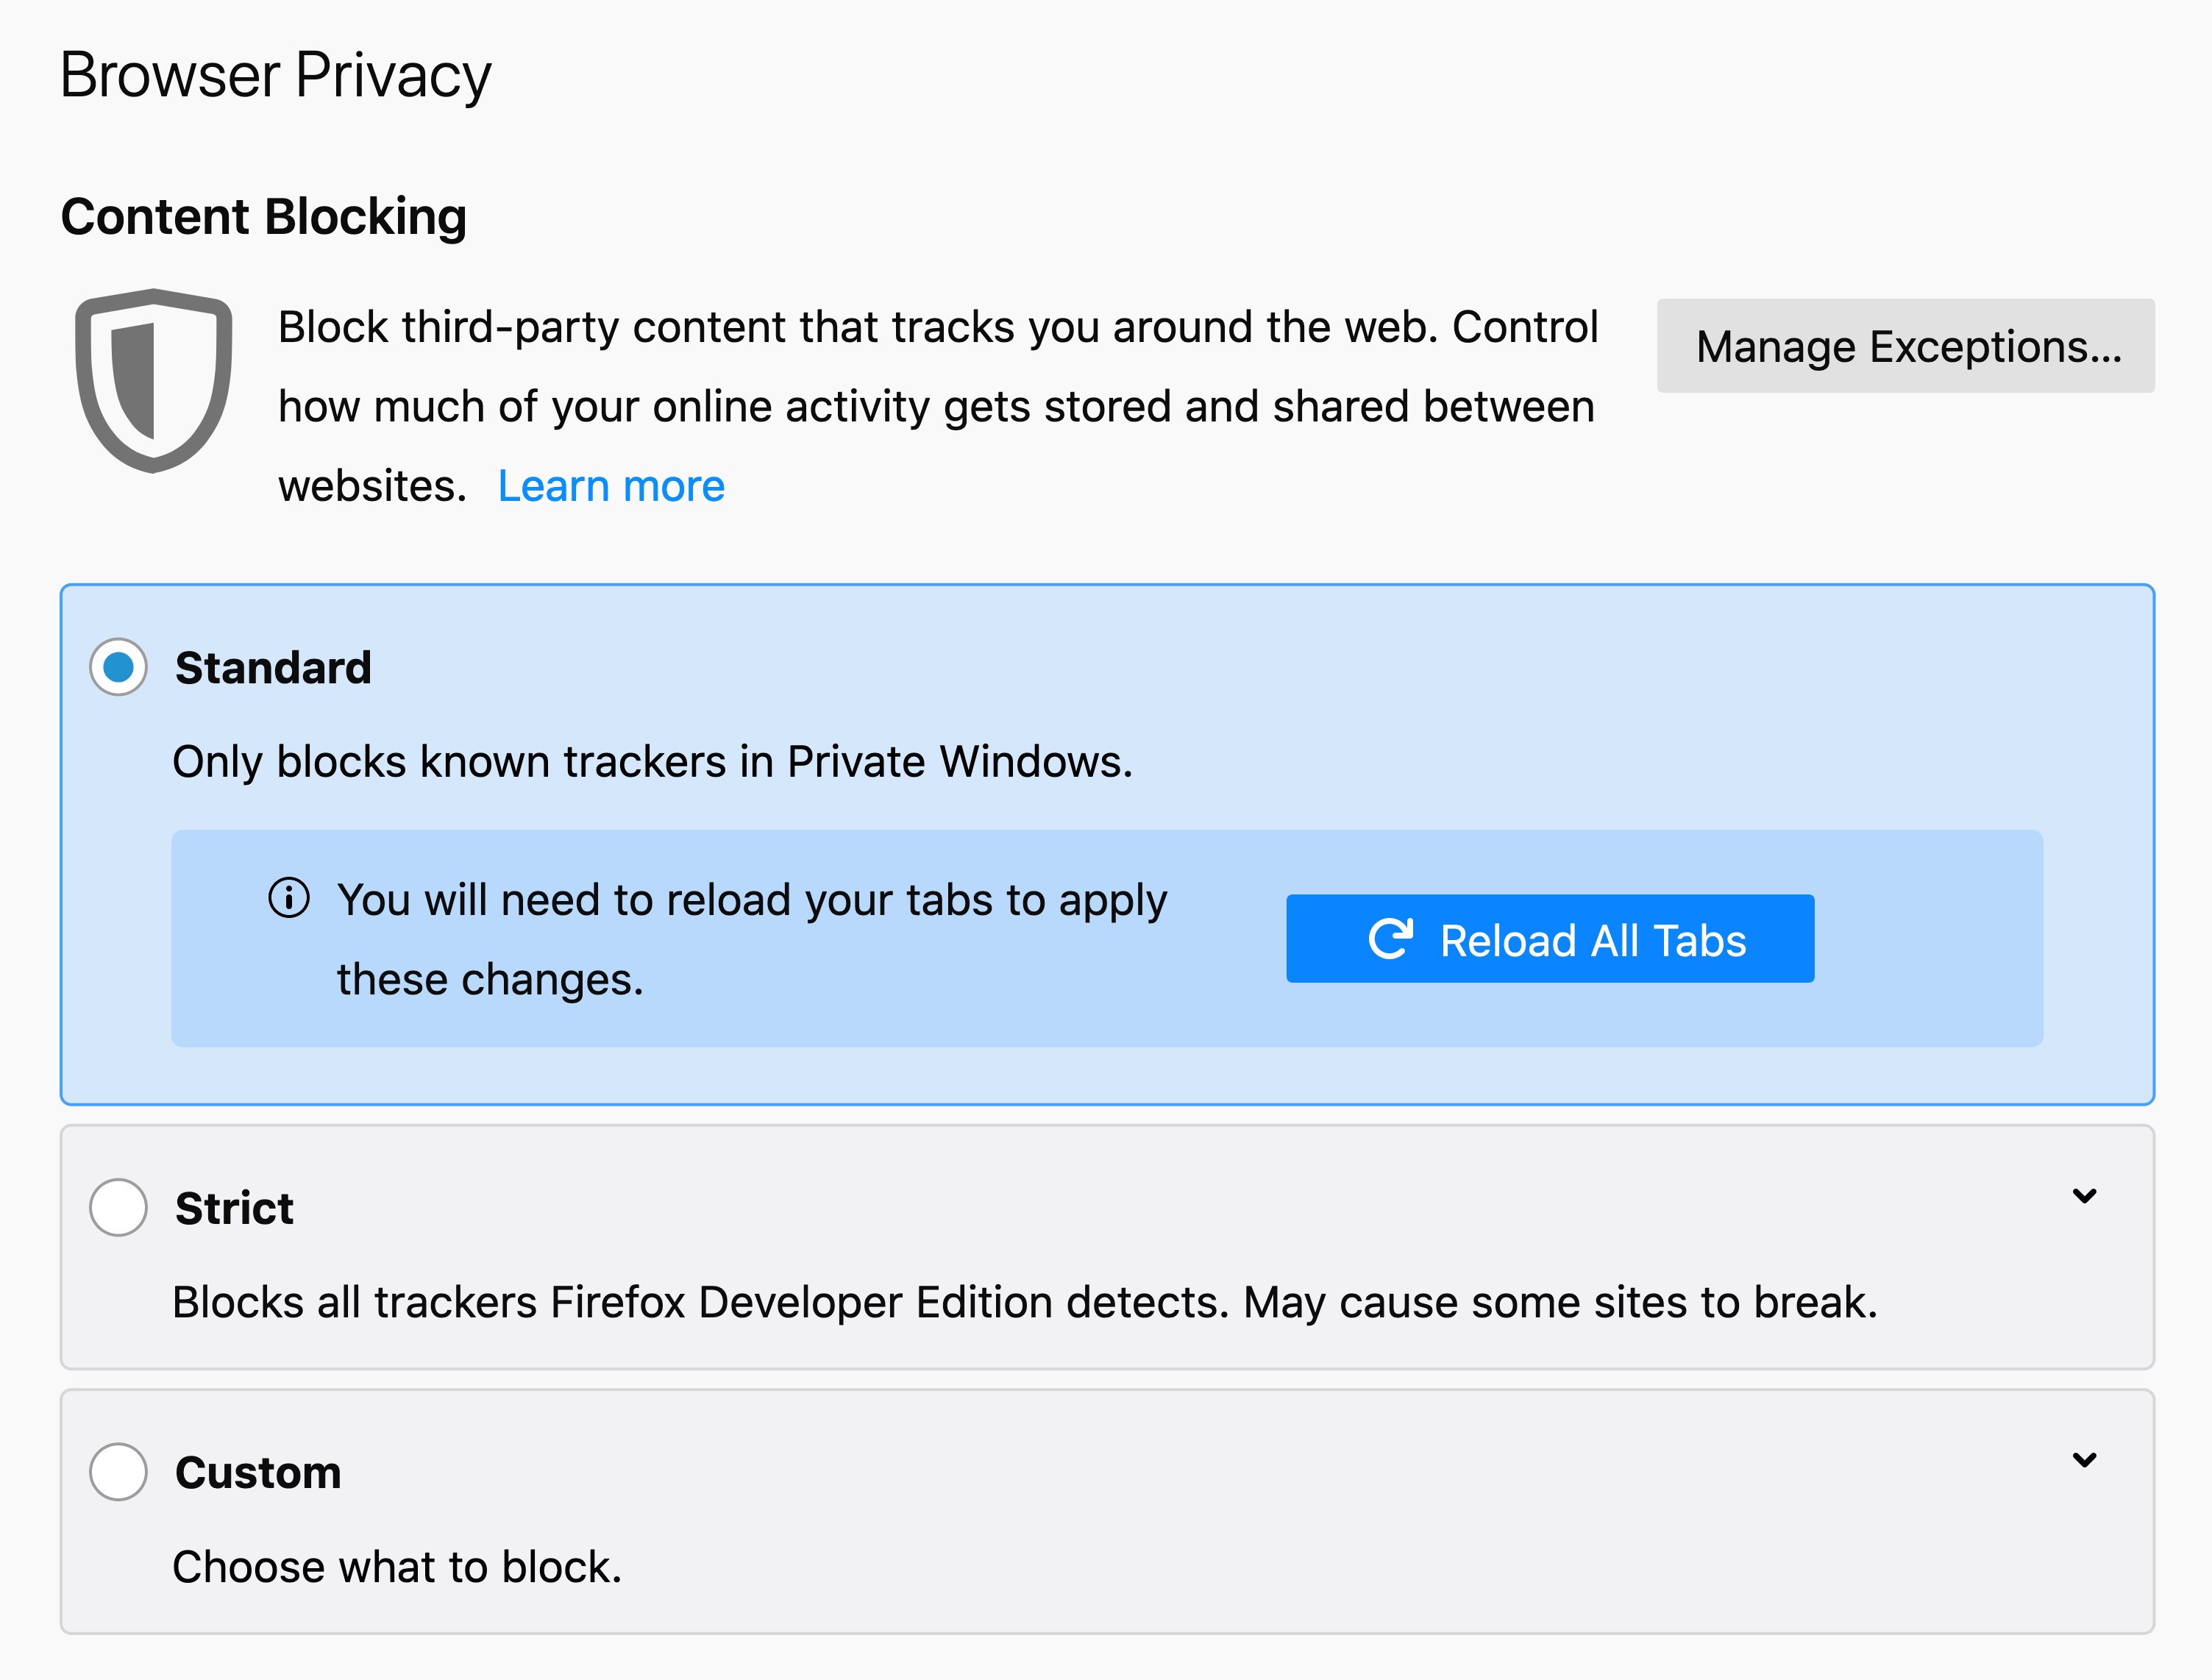 Browser Privacy
Content Blocking
Block third-party content that tracks you around the web. Control
how much of your online activity gets stored and shared between
websites. Learn more
Manage Exceptions...
Standard
Only blocks known trackers in Private Windows.
You will need to reload your tabs to apply
these changes.
Reload All Tabs
Strict
Blocks all trackers Firefox Developer Edition detects. May cause some sites to break.
Custom
Choose what to block.